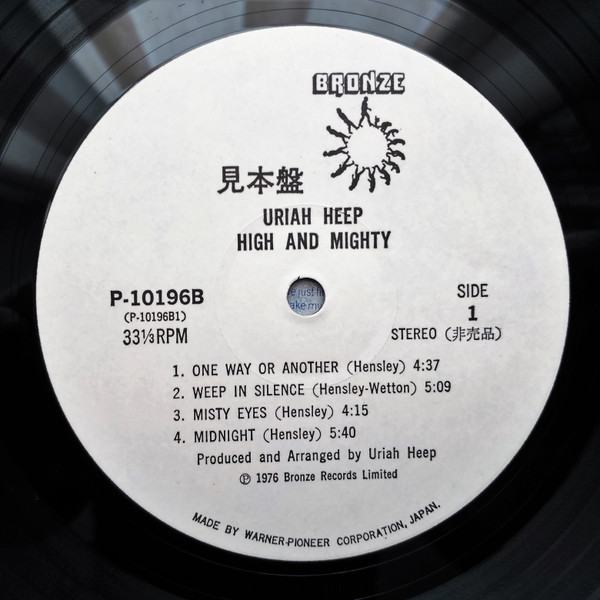 BRONZE
見本盤
URIAH HEEP
HIGH AND MIGHTY
P-10196B
(P-10196B1)
33⅓RPM
SIDE
1
STEREO (非売品)
1. ONE WAY OR ANOTHER (Hensley) 4:37
2. WEEP IN SILENCE (Hensley-Wetton) 5:09
3. MISTY EYES (Hensley) 4:15
4. MIDNIGHT (Hensley) 5:40
Produced and Arranged by Uriah Heep
Ⓟ 1976 Bronze Records Limited
MADE BY WARNER-PIONEER CORPORATION, JAPAN.